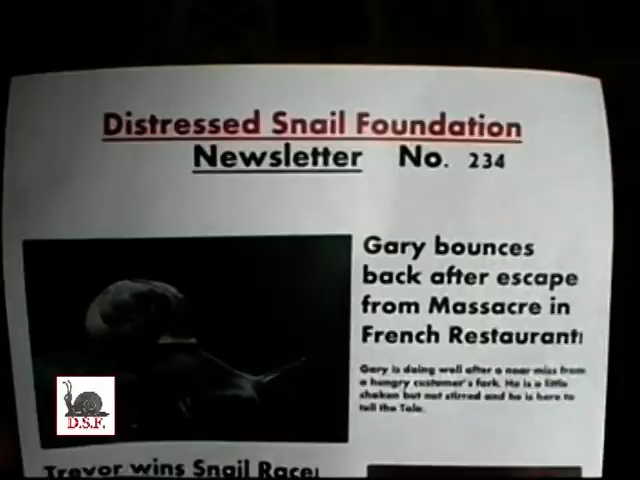 Distressed Snail Foundation
Newsletter No. 234
Gary bounces
back after escape
from Massacre in
French Restaurant!
Gary is doing well after a near miss from
a hungry customer's fork. He is a little
shaken but not stirred and he is here to
tell the Tale.
D.S.F.
Trevor wins Snail Race!